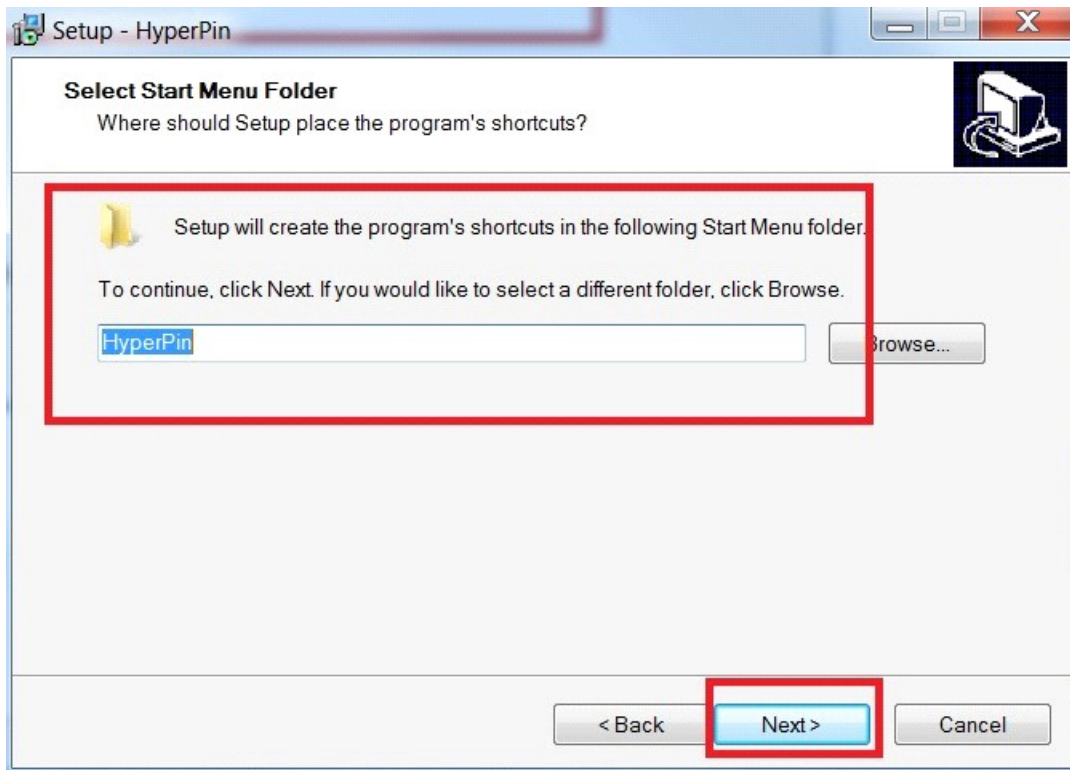 Setup - HyperPin
Select Start Menu Folder
Where should Setup place the program's shortcuts?
Setup will create the program's shortcuts in the following Start Menu folder.
To continue, click Next. If you would like to select a different folder, click Browse.
HyperPin
Browse...
< Back
Next >
Cancel